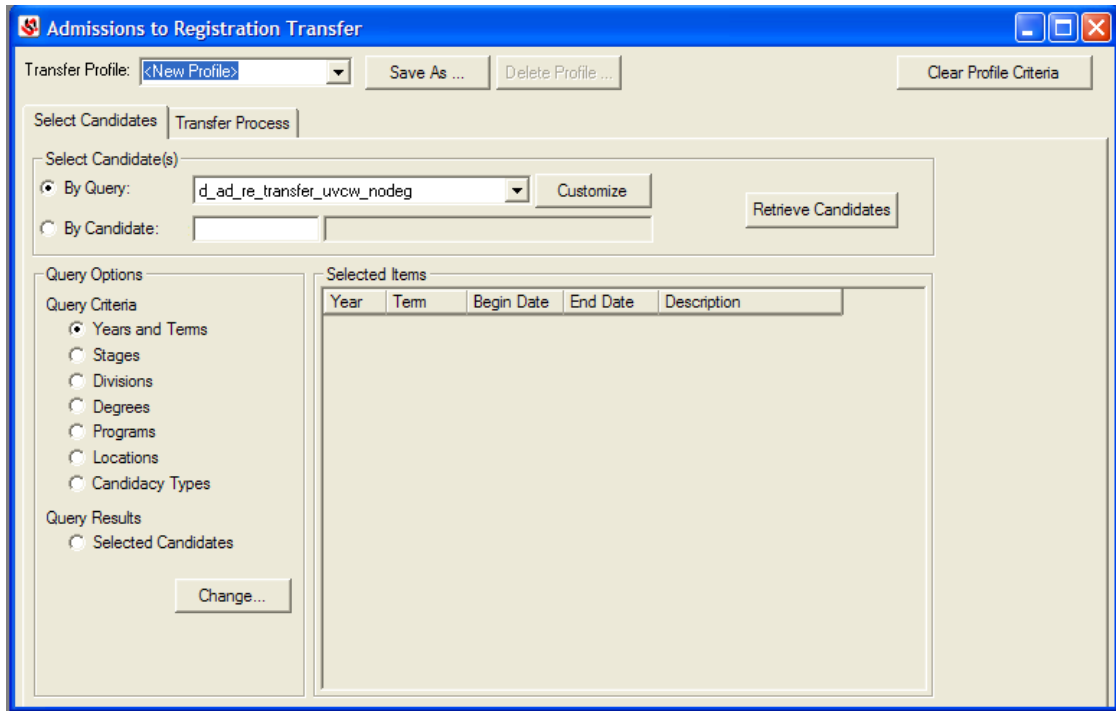 Admissions to Registration Transfer
Transfer Profile: <New Profile> Save As ... Delete Profile ... Clear Profile Criteria
Select Candidates Transfer Process
Select Candidate(s)
By Query: d_ad_re_transfer_uvcw_nodeg Customize
Retrieve Candidates
By Candidate:
Query Options
Selected Items
Query Criteria
Year Term Begin Date End Date Description
Years and Terms
Stages
Divisions
Degrees
Programs
Locations
Candidacy Types
Query Results
Selected Candidates
Change...